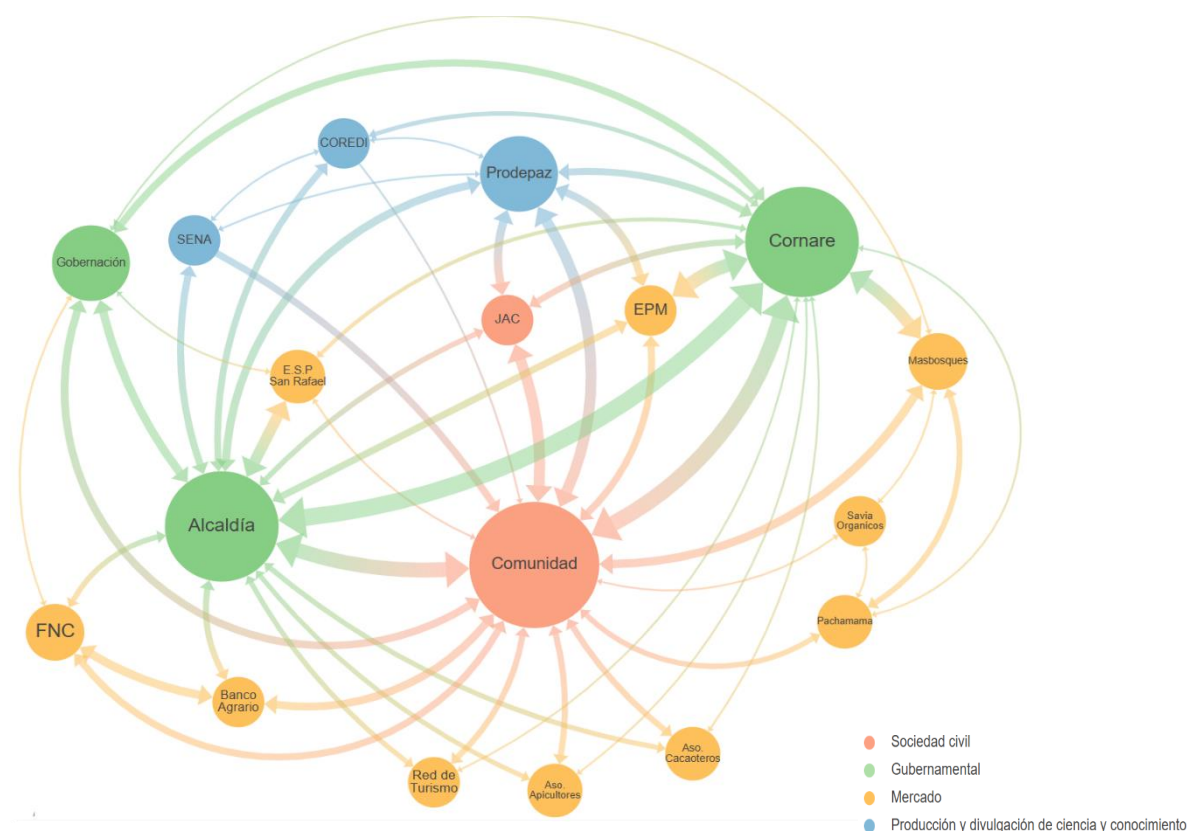 COREDI
Prodepaz
SENA
Cornare
Gobernación
JAC
EPM
Masbosques
E.S.P
San Rafael
Alcaldía
Savia
Organicos
Comunidad
Pachamama
FNC
Banco
Agrario
Aso.
Cacaoteros
Red de
Turismo
Aso.
Apicultores
Sociedad civil
Gubernamental
Mercado
Producción y divulgación de ciencia y conocimiento